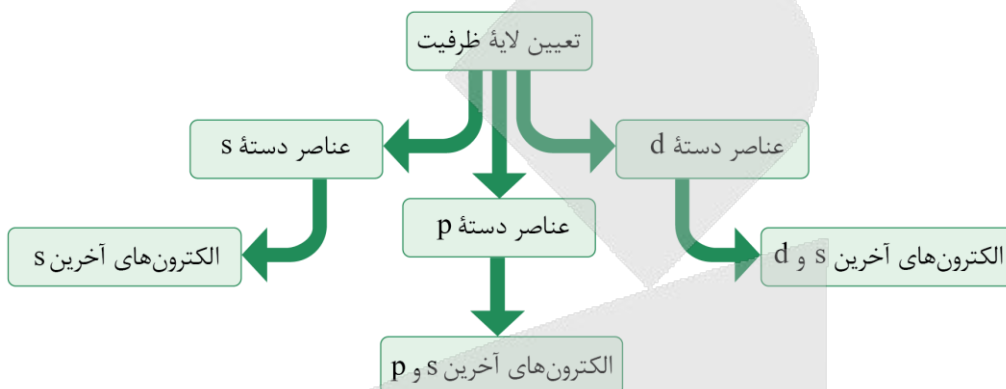 تعیین لایهٔ ظرفیت
عناصر دستهٔ d
عناصر دستهٔ s
عناصر دستهٔ p
الکترون‌های آخرین s و d
الکترون‌های آخرین s
الکترون‌های آخرین s و p